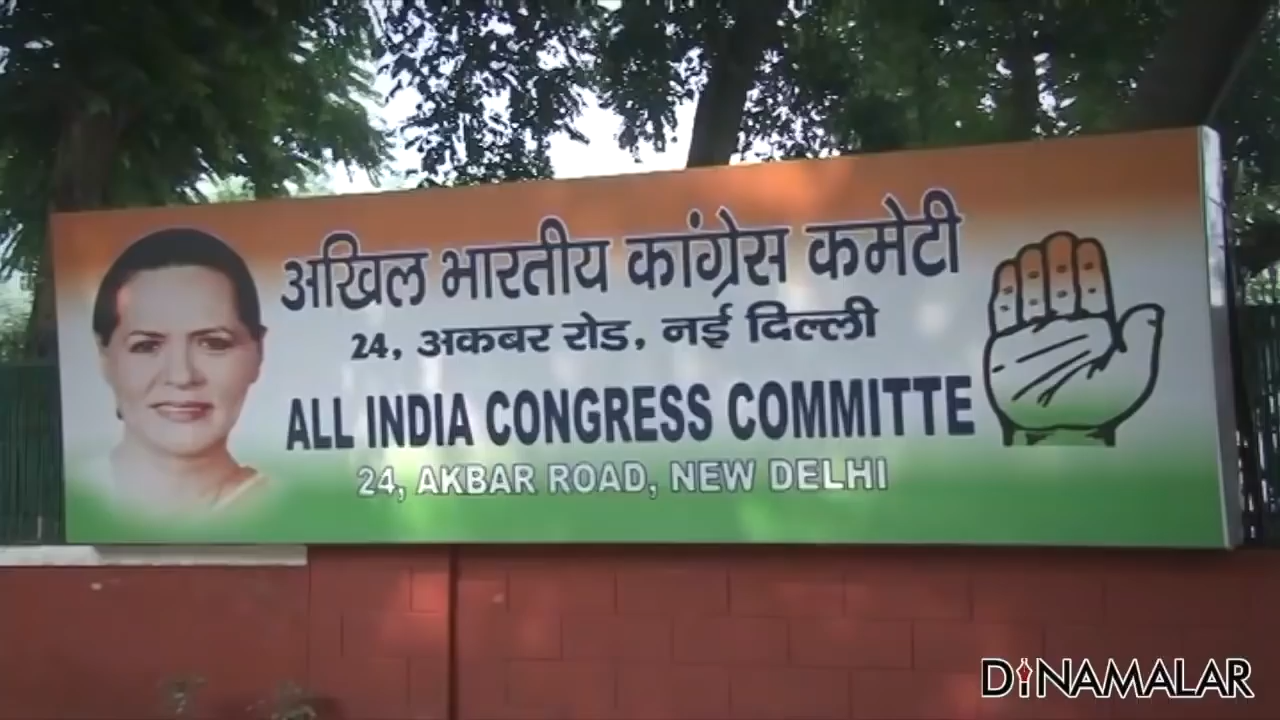 अखिल भारतीय कांग्रेस कमेटी
24, अकबर रोड, नई दिल्ली
ALL INDIA CONGRESS COMMITTE
24, AKBAR ROAD, NEW DELHI
DINAMALAR